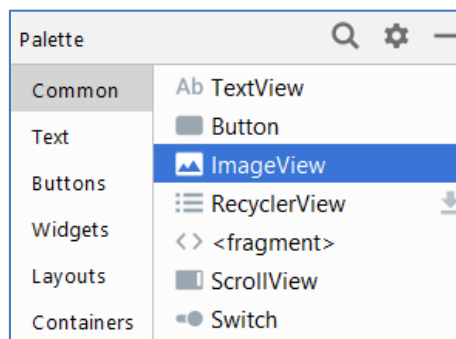 Palette
Common
Text
Buttons
Widgets
Layouts
Containers
Ab TextView
Button
ImageView
RecyclerView
<> <fragment>
ScrollView
Switch